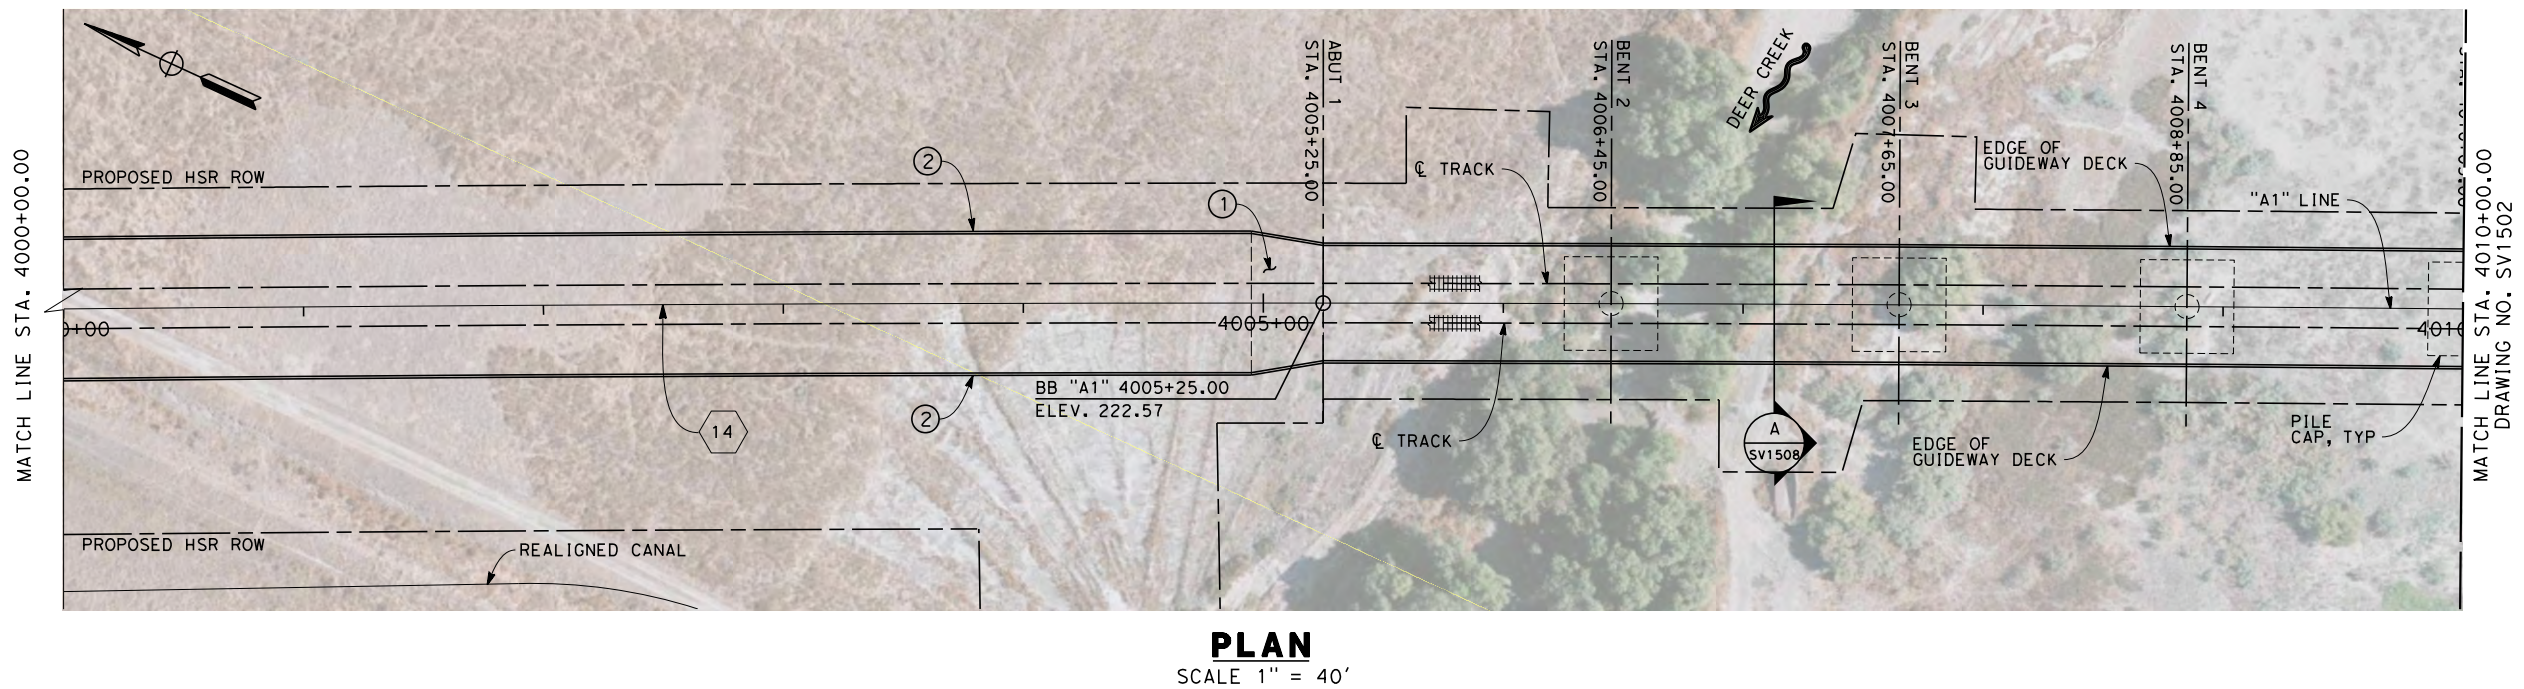 MATCH LINE STA. 4000+00.00
PROPOSED HSR ROW
2
1
ABUT 1
STA. 4005+25.00
℄ TRACK
BENT 2
STA. 4006+45.00
DEER CREEK
BENT 3
STA. 4007+65.00
EDGE OF
GUIDEWAY DECK
BENT 4
STA. 4008+85.00
"A1" LINE
0+00
4005+00
4010
BB "A1" 4005+25.00
ELEV. 222.57
2
14
℄ TRACK
A
SV1508
EDGE OF
GUIDEWAY DECK
PILE
CAP, TYP
PROPOSED HSR ROW
REALIGNED CANAL
MATCH LINE STA. 4010+00.00
DRAWING NO. SV1502
PLAN
SCALE 1" = 40'